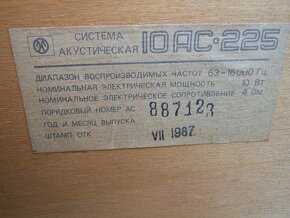 СИСТЕМА
АКУСТИЧЕСКАЯ 10АС-225
ДИАПАЗОН ВОСПРОИЗВОДИМЫХ ЧАСТОТ 63-16000 ГЦ
НОМИНАЛЬНАЯ ЭЛЕКТРИЧЕСКАЯ МОЩНОСТЬ 10 ВТ
НОМИНАЛЬНОЕ ЭЛЕКТРИЧЕСКОЕ СОПРОТИВЛЕНИЕ 4 ОМ
ПОРЯДКОВЫЙ НОМЕР АС 887123
ГОД И МЕСЯЦ ВЫПУСКА
ШТАМП ОТК VII 1987